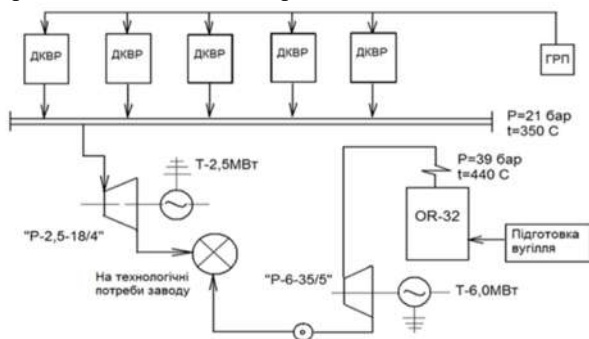 ДКВР
ДКВР
ДКВР
ДКВР
ДКВР
ГРП
P=21 бар
t=350 C
T-2,5МВт
P=39 бар
t=440 C
OR-32
"Р-2,5-18/4"
Підготовка
вугілля
На технологічні
потреби заводу
"Р-6-35/5"
T-6,0МВт